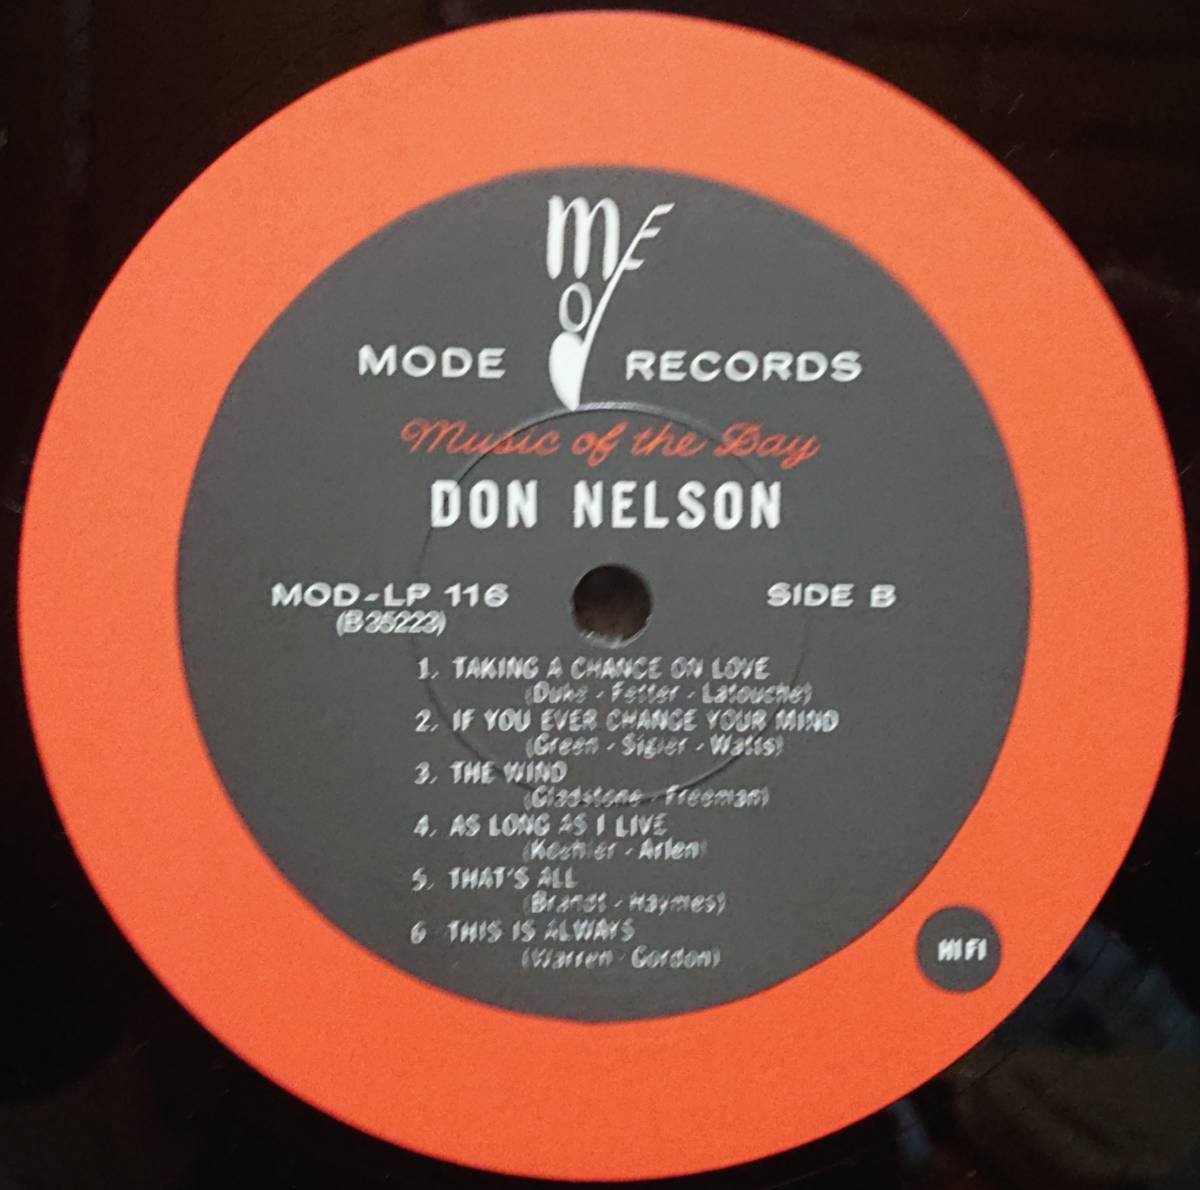 MODE
MODE RECORDS
Music of the Day
DON NELSON
MOD-LP 116 SIDE B
(B 35223)
1. TAKING A CHANCE ON LOVE
(Duke - Fetter - Latouche)
2. IF YOU EVER CHANGE YOUR MIND
(Green - Sigler - Watts)
3. THE WIND
(Gladstone - Freeman)
4. AS LONG AS I LIVE
(Koehler - Arlen)
5. THAT'S ALL
(Brandt - Haymes)
6 THIS IS ALWAYS
(Warren - Gordon)
HI FI